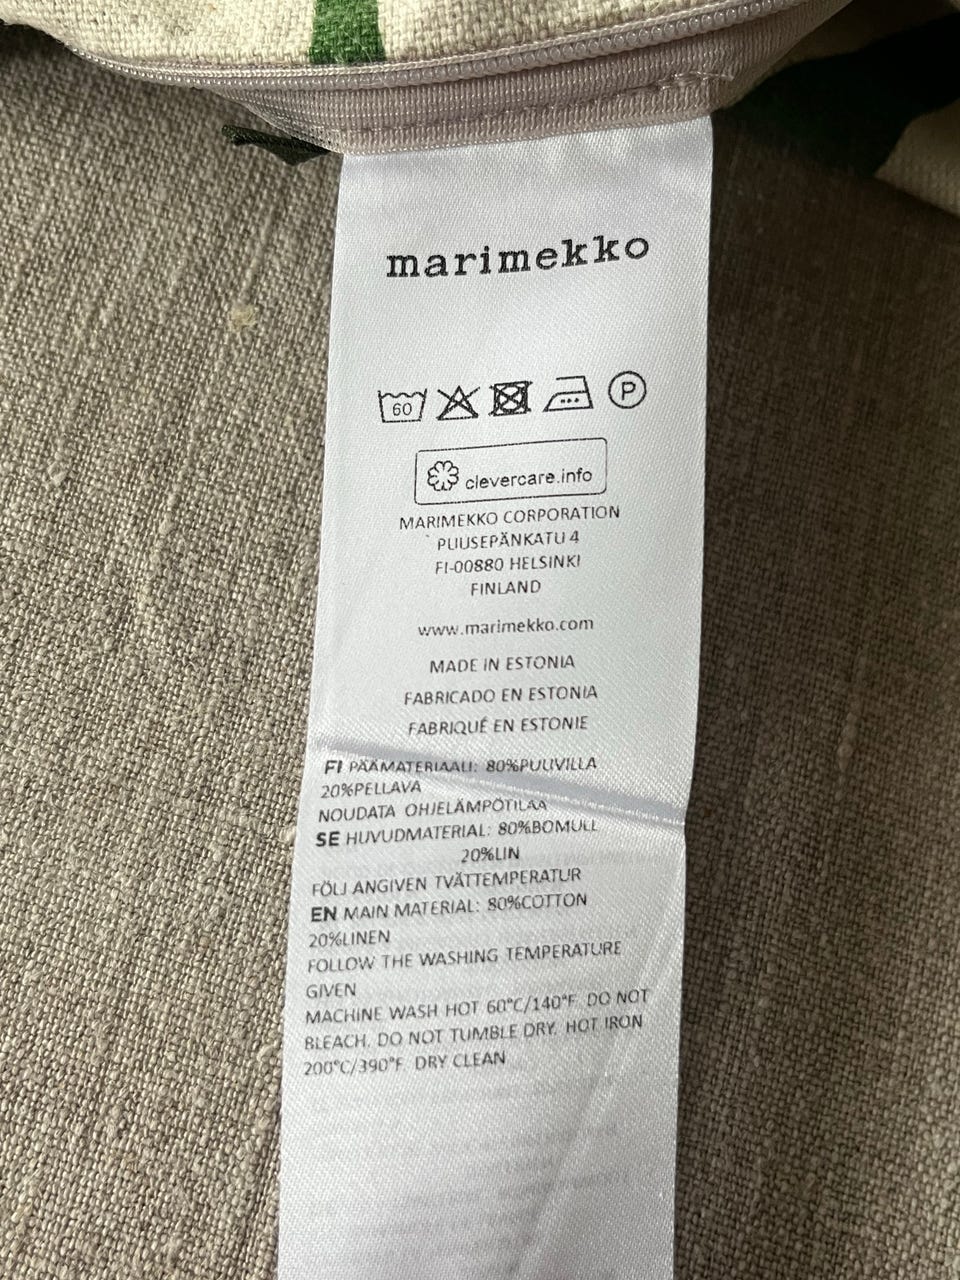 marimekko
60 P
clevercare.info
MARIMEKKO CORPORATION
PUUSEPÄNKATU 4
FI-00880 HELSINKI
FINLAND
www.marimekko.com
MADE IN ESTONIA
FABRICADO EN ESTONIA
FABRIQUÉ EN ESTONIE
FI PÄÄMATERIAALI: 80%PUUVILLA
20%PELLAVA
NOUDATA OHJELÄMPÖTILAA
SE HUVUDMATERIAL: 80%BOMULL
20%LIN
FÖLJ ANGIVEN TVÄTTEMPERATUR
EN MAIN MATERIAL: 80%COTTON
20%LINEN
FOLLOW THE WASHING TEMPERATURE
GIVEN
MACHINE WASH HOT 60°C/140°F. DO NOT
BLEACH. DO NOT TUMBLE DRY. HOT IRON
200°C/390°F. DRY CLEAN